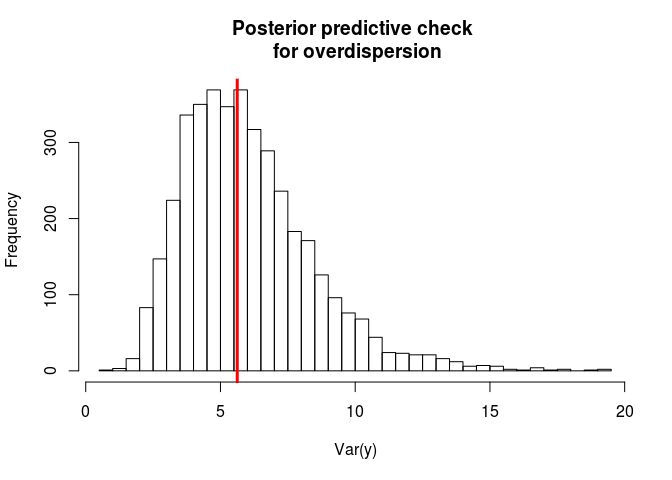 Posterior predictive check
for overdispersion
Frequency
300
200
100
0
0 5 10 15 20
Var(y)